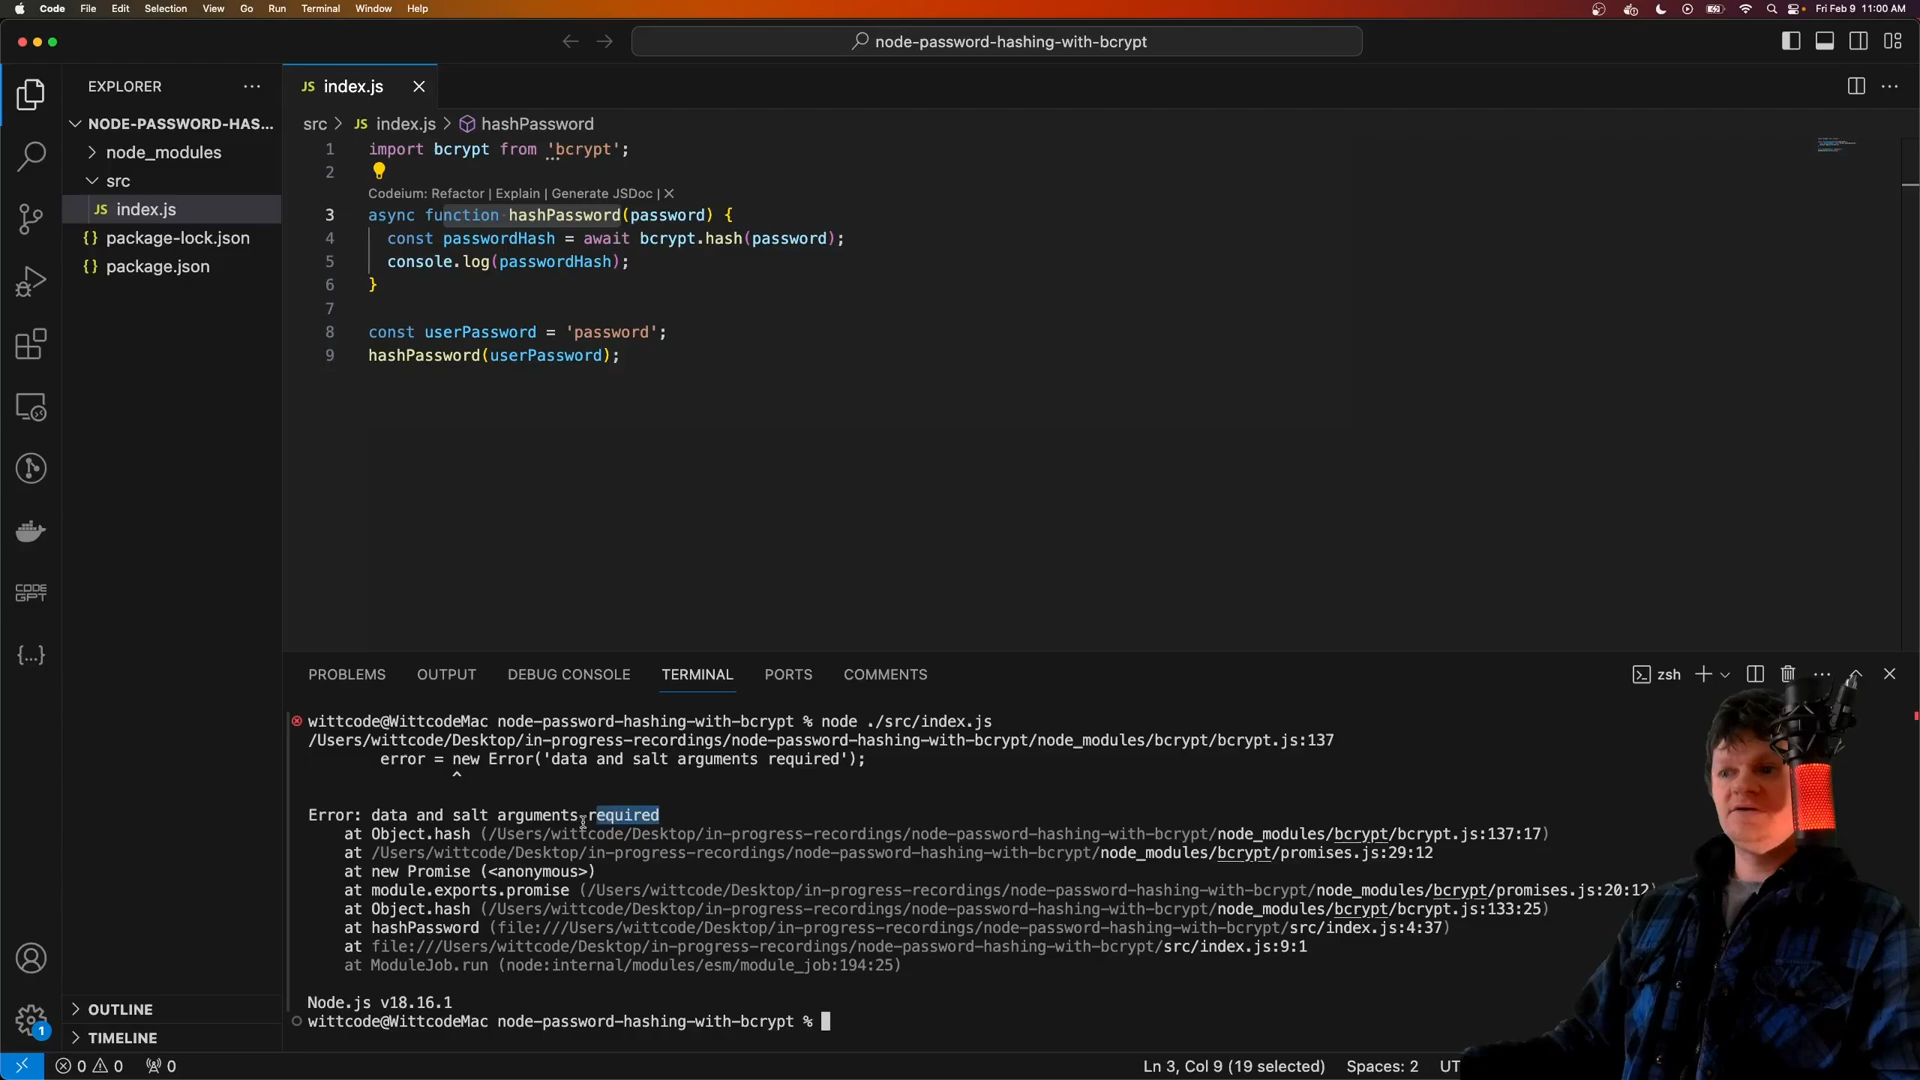 Code File Edit Selection View Go Run Terminal Window Help
Fri Feb 9 11:00 AM
node-password-hashing-with-bcrypt
EXPLORER
JS index.js
NODE-PASSWORD-HAS...
node_modules
src
JS index.js
{} package-lock.json
{} package.json
src > JS index.js > hashPassword
1 import bcrypt from 'bcrypt';
2
Codeium: Refactor | Explain | Generate JSDoc | ✕
3 async function hashPassword(password) {
4 const passwordHash = await bcrypt.hash(password);
5 console.log(passwordHash);
6 }
7
8 const userPassword = 'password';
9 hashPassword(userPassword);
CODE
GPT
{...}
PROBLEMS OUTPUT DEBUG CONSOLE TERMINAL PORTS COMMENTS
zsh
wittcode@WittcodeMac node-password-hashing-with-bcrypt % node ./src/index.js
/Users/wittcode/Desktop/in-progress-recordings/node-password-hashing-with-bcrypt/node_modules/bcrypt/bcrypt.js:137
error = new Error('data and salt arguments required');
^
Error: data and salt arguments required
at Object.hash (/Users/wittcode/Desktop/in-progress-recordings/node-password-hashing-with-bcrypt/node_modules/bcrypt/bcrypt.js:137:17)
at /Users/wittcode/Desktop/in-progress-recordings/node-password-hashing-with-bcrypt/node_modules/bcrypt/promises.js:29:12
at new Promise (<anonymous>)
at module.exports.promise (/Users/wittcode/Desktop/in-progress-recordings/node-password-hashing-with-bcrypt/node_modules/bcrypt/promises.js:20:12)
at Object.hash (/Users/wittcode/Desktop/in-progress-recordings/node-password-hashing-with-bcrypt/node_modules/bcrypt/bcrypt.js:133:25)
at hashPassword (file:///Users/wittcode/Desktop/in-progress-recordings/node-password-hashing-with-bcrypt/src/index.js:4:37)
at file:///Users/wittcode/Desktop/in-progress-recordings/node-password-hashing-with-bcrypt/src/index.js:9:1
at ModuleJob.run (node:internal/modules/esm/module_job:194:25)
Node.js v18.16.1
wittcode@WittcodeMac node-password-hashing-with-bcrypt %
OUTLINE
TIMELINE
1
0 0 0
Ln 3, Col 9 (19 selected) Spaces: 2 UT